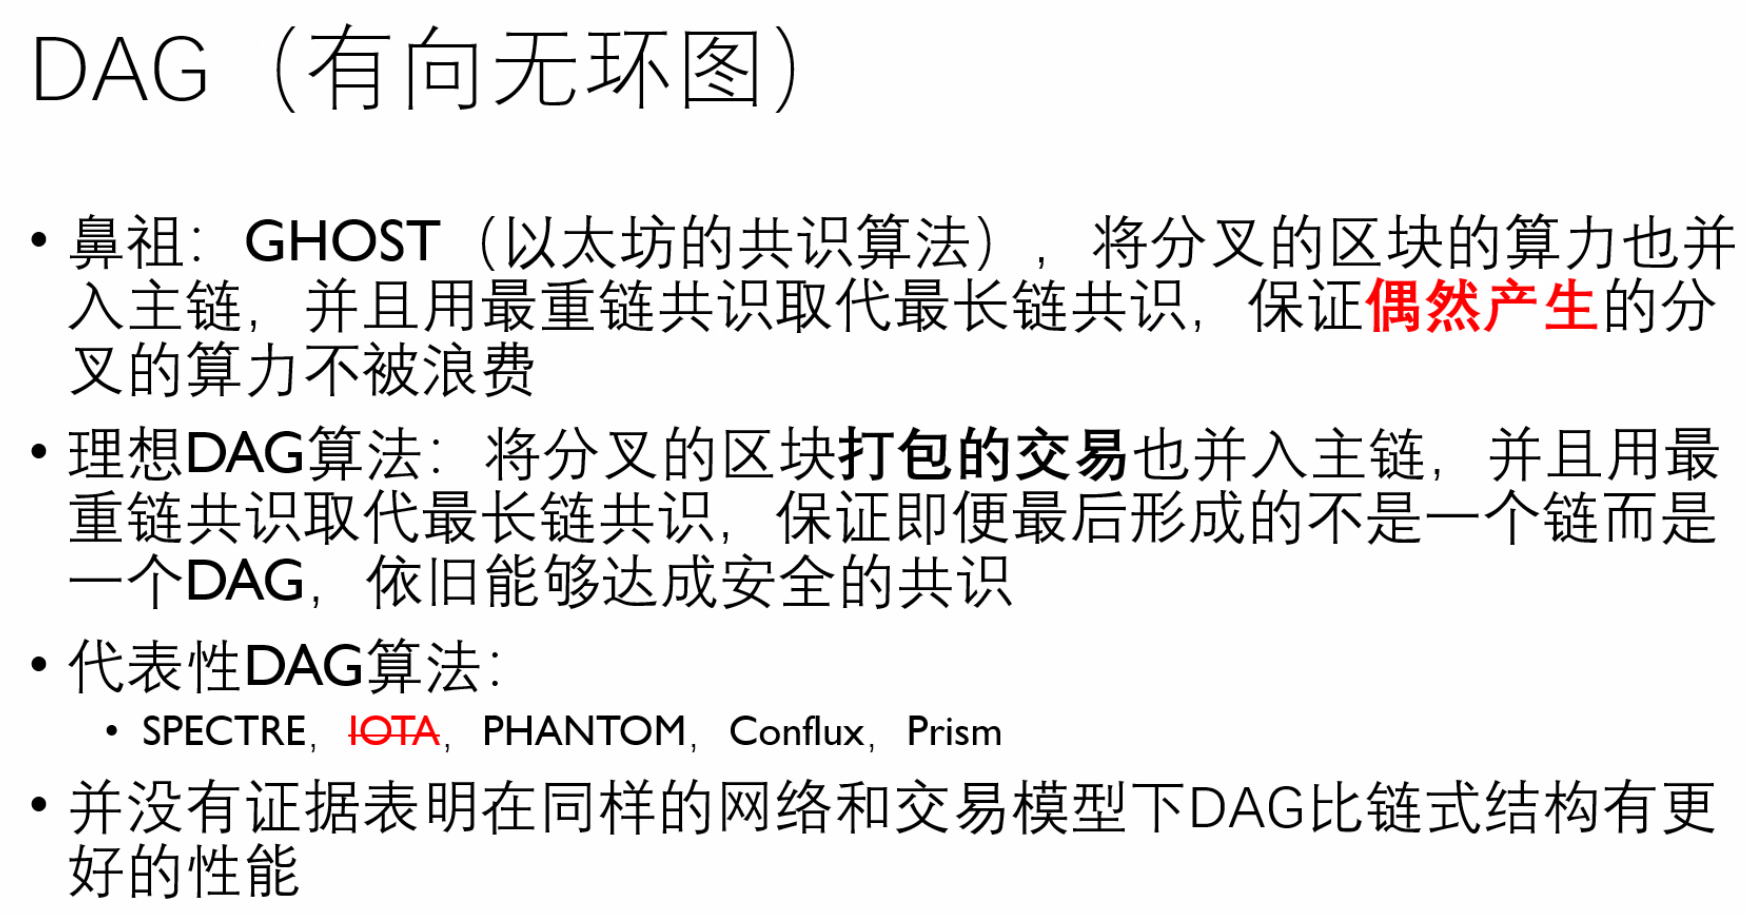 DAG（有向无环图）
• 鼻祖：GHOST（以太坊的共识算法），将分叉的区块的算力也并
入主链，并且用最重链共识取代最长链共识，保证偶然产生的分
叉的算力不被浪费
• 理想DAG算法：将分叉的区块打包的交易也并入主链，并且用最
重链共识取代最长链共识，保证即便最后形成的不是一个链而是
一个DAG，依旧能够达成安全的共识
• 代表性DAG算法：
• SPECTRE，IOTA，PHANTOM，Conflux，Prism
• 并没有证据表明在同样的网络和交易模型下DAG比链式结构有更
好的性能